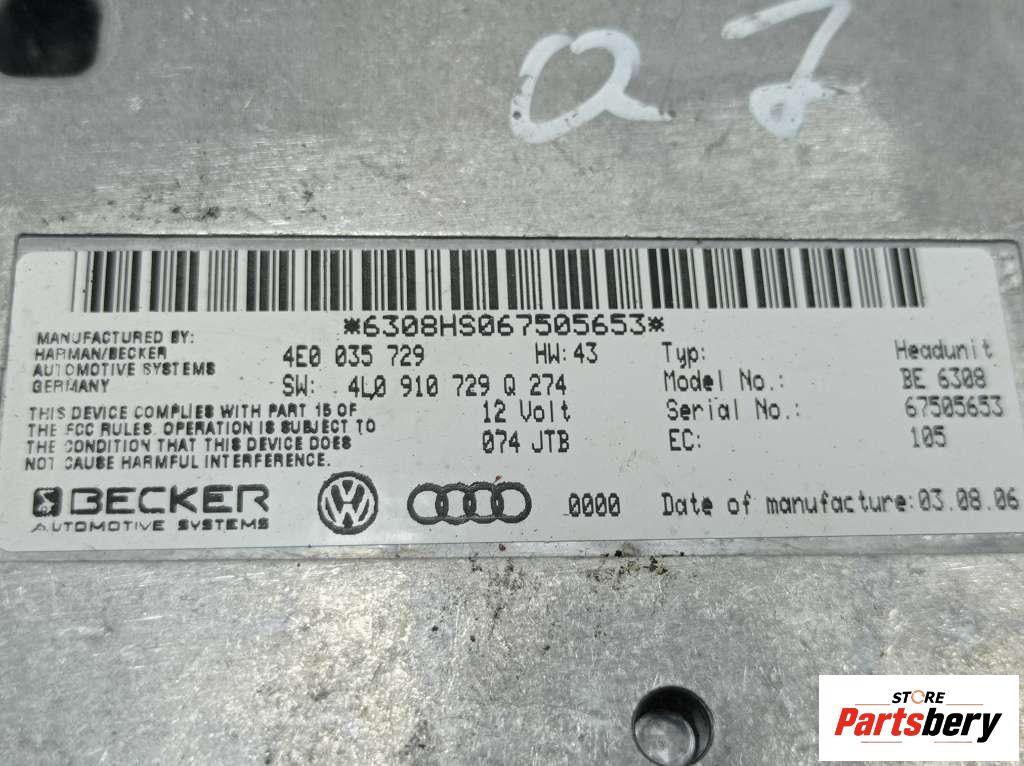 Q7
*6308HS067505653*
MANUFACTURED BY:
HARMAN/BECKER
AUTOMOTIVE SYSTEMS
GERMANY
4E0 035 729 HW: 43
SW: 4L0 910 729 Q 274
12 Volt
074 JTB
THIS DEVICE COMPLIES WITH PART 15 OF
THE FCC RULES. OPERATION IS SUBJECT TO
THE CONDITION THAT THIS DEVICE DOES
NOT CAUSE HARMFUL INTERFERENCE.
Typ: Headunit
Model No.: BE 6308
Serial No.: 67505653
EC: 105
BECKER
AUTOMOTIVE SYSTEMS
VW
0000
Date of manufacture: 03.08.06
STORE
Partsbery